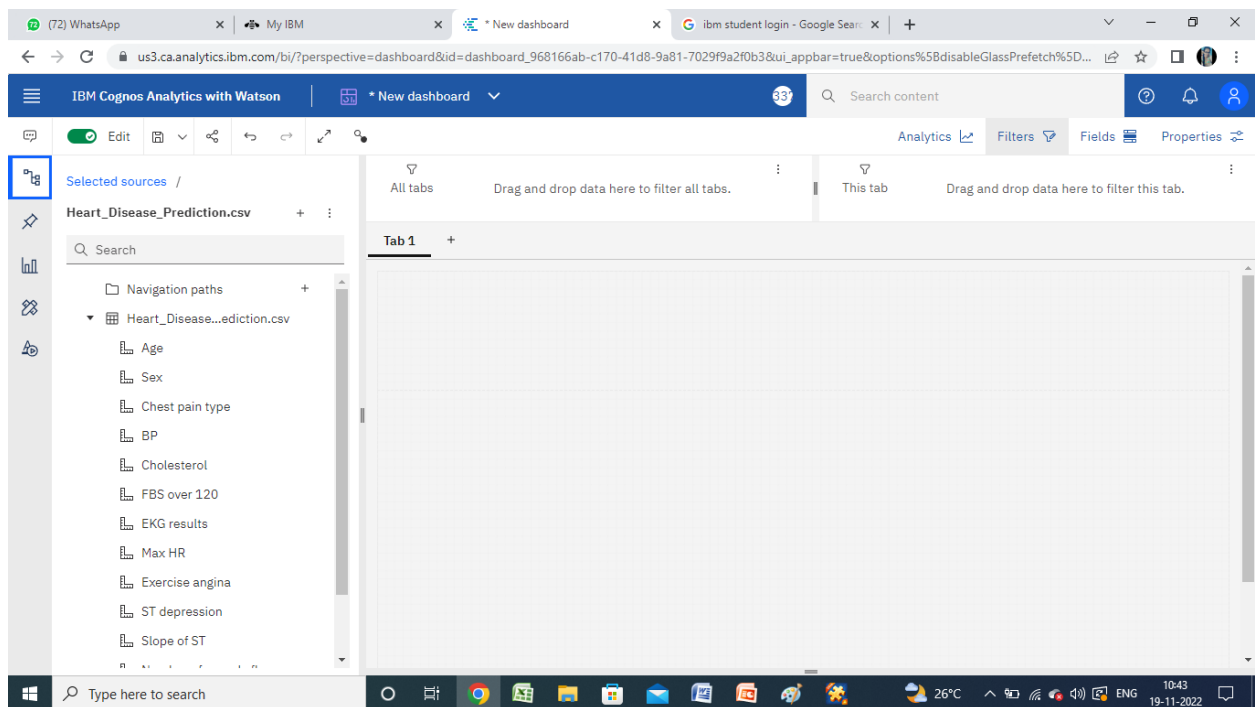 (72) WhatsApp
My IBM
* New dashboard
ibm student login - Google Searc
us3.ca.analytics.ibm.com/bi/?perspective=dashboard&id=dashboard_968166ab-c170-41d8-9a81-7029f9a2f0b3&ui_appbar=true&options%5BdisableGlassPrefetch%5D...
IBM Cognos Analytics with Watson
* New dashboard
Search content
Edit
Analytics
Filters
Fields
Properties
Selected sources /
Heart_Disease_Prediction.csv
Search
Navigation paths
Heart_Disease...ediction.csv
Age
Sex
Chest pain type
BP
Cholesterol
FBS over 120
EKG results
Max HR
Exercise angina
ST depression
Slope of ST
All tabs
Drag and drop data here to filter all tabs.
This tab
Drag and drop data here to filter this tab.
Tab 1
Type here to search
26°C
ENG
10:43
19-11-2022